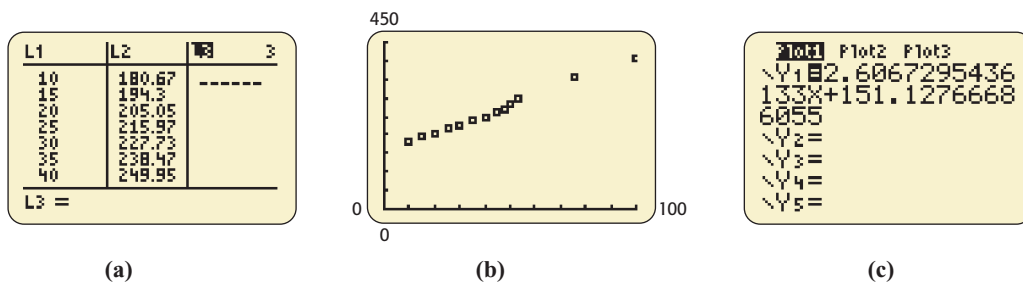 L1 L2 L3 3
10 180.67 ------
15 194.3
20 205.05
25 215.97
30 227.73
35 238.47
40 249.95
L3 =
(a)
450
0 100
0
(b)
Plot1 Plot2 Plot3
\Y1=2.6067295436
133X+151.1276668
6055
\Y2=
\Y3=
\Y4=
\Y5=
(c)